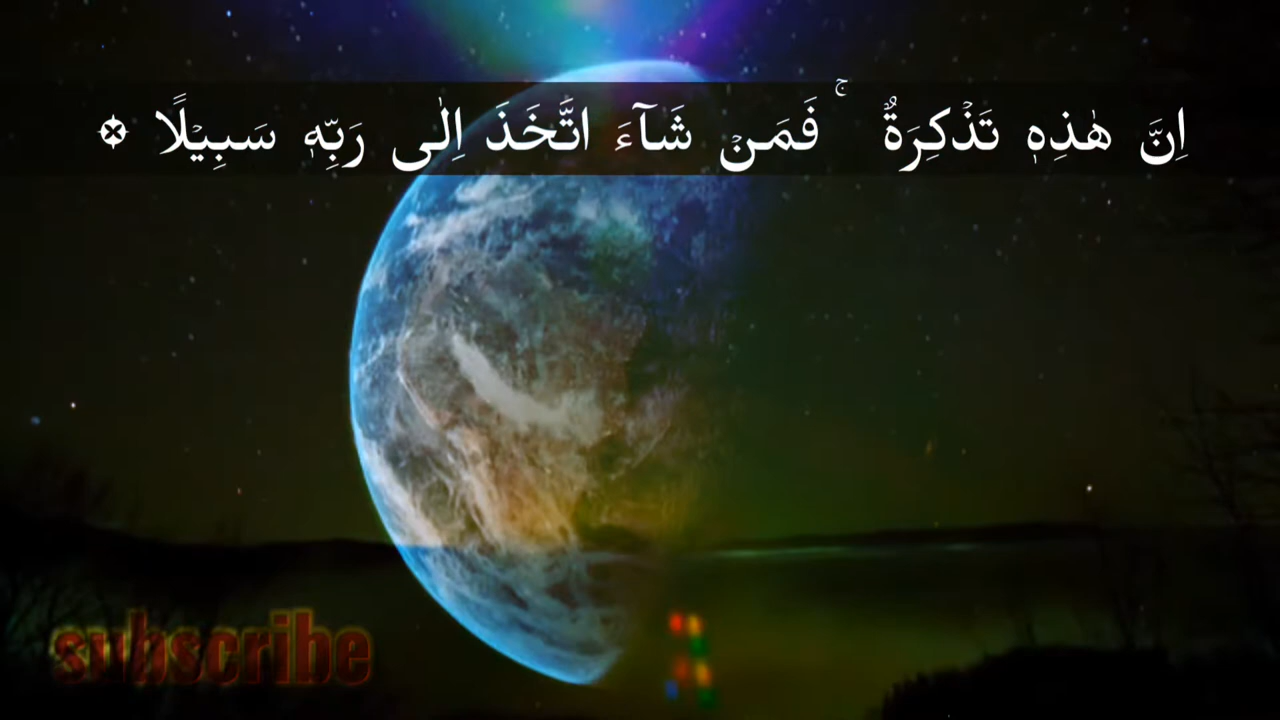 اِنَّ هٰذِهٖ تَذْكِرَةٌ ۚ فَمَنْ شَآءَ اتَّخَذَ اِلٰى رَبِّهٖ سَبِيْلًا ۞
subscribe